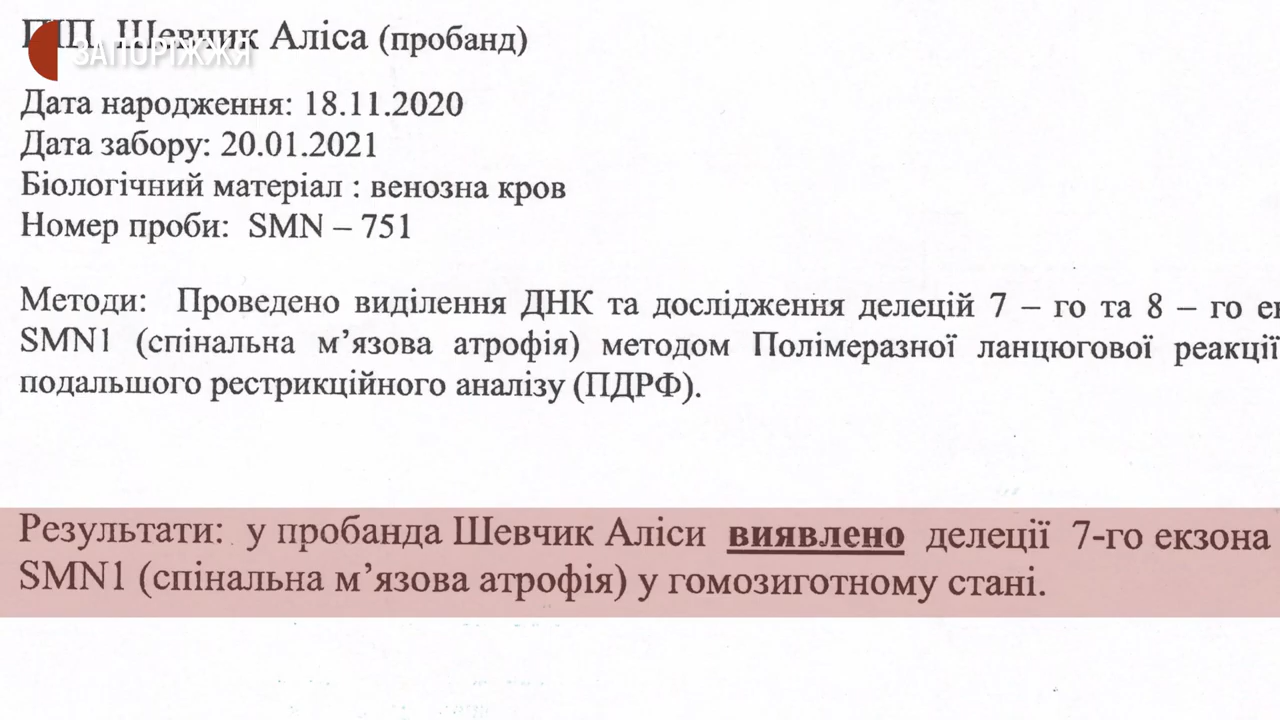 ПІП Шевчик Аліса (пробанд)
ЗАПОРІЖЖЯ
Дата народження: 18.11.2020
Дата забору: 20.01.2021
Біологічний матеріал : венозна кров
Номер проби: SMN – 751
Методи: Проведено виділення ДНК та дослідження делецій 7 – го та 8 – го
SMN1 (спінальна м’язова атрофія) методом Полімеразної ланцюгової реакції
подальшого рестрикційного аналізу (ПДРФ).
Результати: у пробанда Шевчик Аліси виявлено делеції 7-го екзона
SMN1 (спінальна м’язова атрофія) у гомозиготному стані.